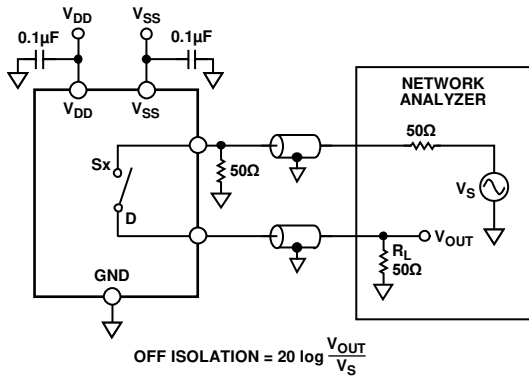 VDD VSS
0.1µF 0.1µF
VDD VSS
NETWORK
ANALYZER
50Ω
Sx
50Ω
VS
D
VOUT
RL
50Ω
GND
OFF ISOLATION = 20 log VOUT
VS